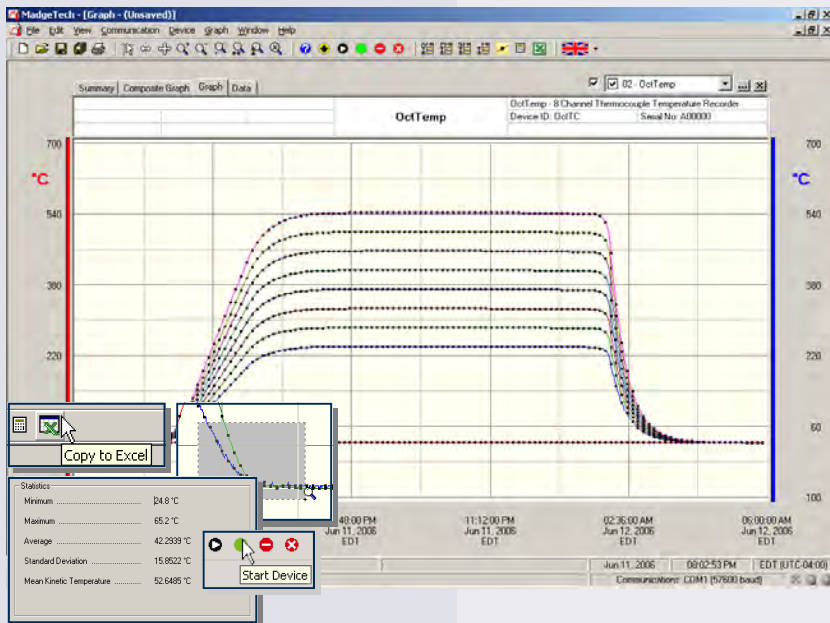 MadgeTech - [Graph - (Unsaved)]
File Edit View Communication Device Graph Window Help
Summary Composite Graph Graph Data
02 - OctTemp
OctTemp
OctTemp - 8 Channel Thermocouple Temperature Recorder
Device ID: OctTC Serial No: A00000
700 700
°C °C
540 540
380 380
220 220
60
-100
Copy to Excel
Statistics
Minimum 24.8 °C
Maximum 65.2 °C
Average 42.2939 °C
Standard Deviation 15.8522 °C
Mean Kinetic Temperature 52.6485 °C
Start Device
:48:00 PM 11:12:00 PM 02:36:00 AM 06:00:00 AM
Jun 11, 2006 Jun 11, 2006 Jun 12, 2006 Jun 12, 2006
EDT EDT EDT EDT
Jun 11, 2006 08:02:53 PM EDT (UTC-04:00)
Communications: COM1 (57600 baud)